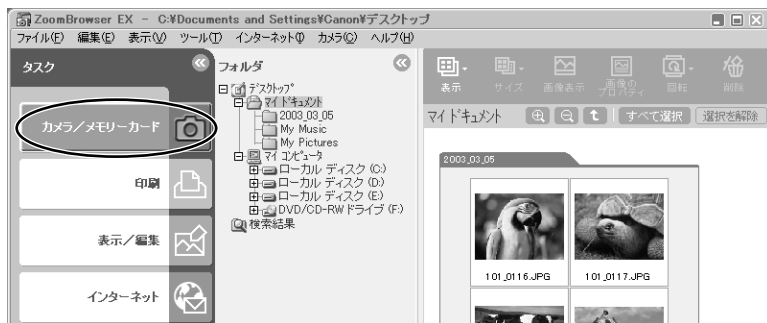 ZoomBrowser EX - C:¥Documents and Settings¥Canon¥デスクトップ
ファイル(F) 編集(E) 表示(V) ツール(T) インターネット(I) カメラ(C) ヘルプ(H)
タスク
カメラ／メモリーカード
印刷
表示／編集
インターネット
フォルダ
デスクトップ
マイ ドキュメント
2003_03_05
My Music
My Pictures
マイ コンピュータ
ローカル ディスク (C:)
ローカル ディスク (D:)
ローカル ディスク (E:)
DVD/CD-RW ドライブ (F:)
検索結果
表示 サイズ 画像表示 画像のプロパティ 回転 削除
マイ ドキュメント すべて選択 選択を解除
2003_03_05
101_0116.JPG 101_0117.JPG